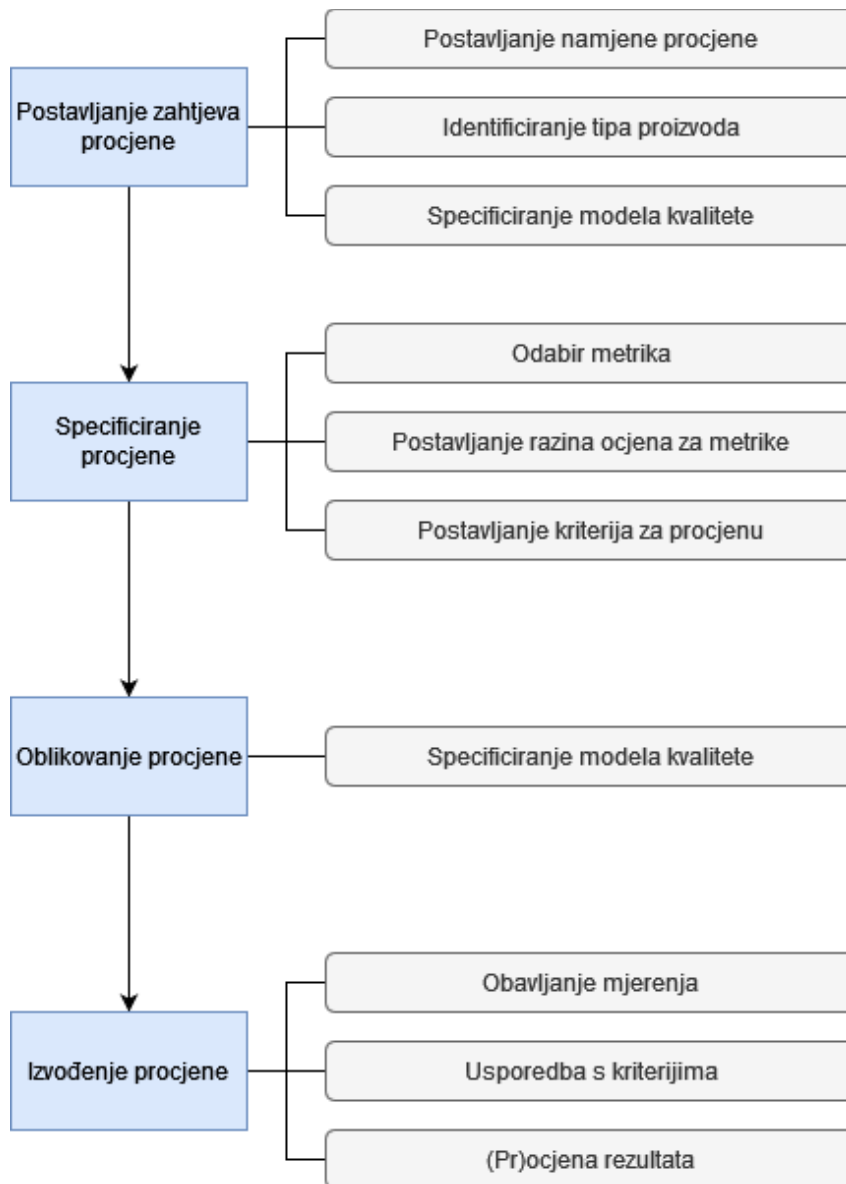 Postavljanje zahtjeva
procjene
Postavljanje namjene procjene
Identificiranje tipa proizvoda
Specificiranje modela kvalitete
Specificiranje
procjene
Odabir metrika
Postavljanje razina ocjena za metrike
Postavljanje kriterija za procjenu
Oblikovanje procjene
Specificiranje modela kvalitete
Izvođenje procjene
Obavljanje mjerenja
Usporedba s kriterijima
(Pr)ocjena rezultata